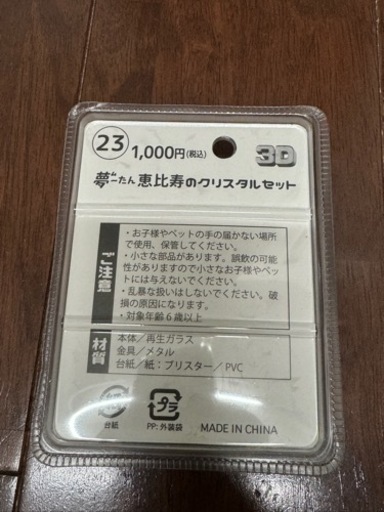 23
1,000円(税込)
3D
夢ーたん 恵比寿のクリスタルセット
ご注意
・お子様やペットの手の届かない場所
で使用、保管してください。
・小さな部品があります。誤飲の可能
性がありますので小さなお子様やペット
には与えないでください。
・乱暴な扱いはしないでください。破
損の原因になります。
・対象年齢6歳以上
材質
本体／再生ガラス
金具／メタル
台紙／紙：ブリスター／PVC
台紙
プラ
PP: 外装袋
MADE IN CHINA